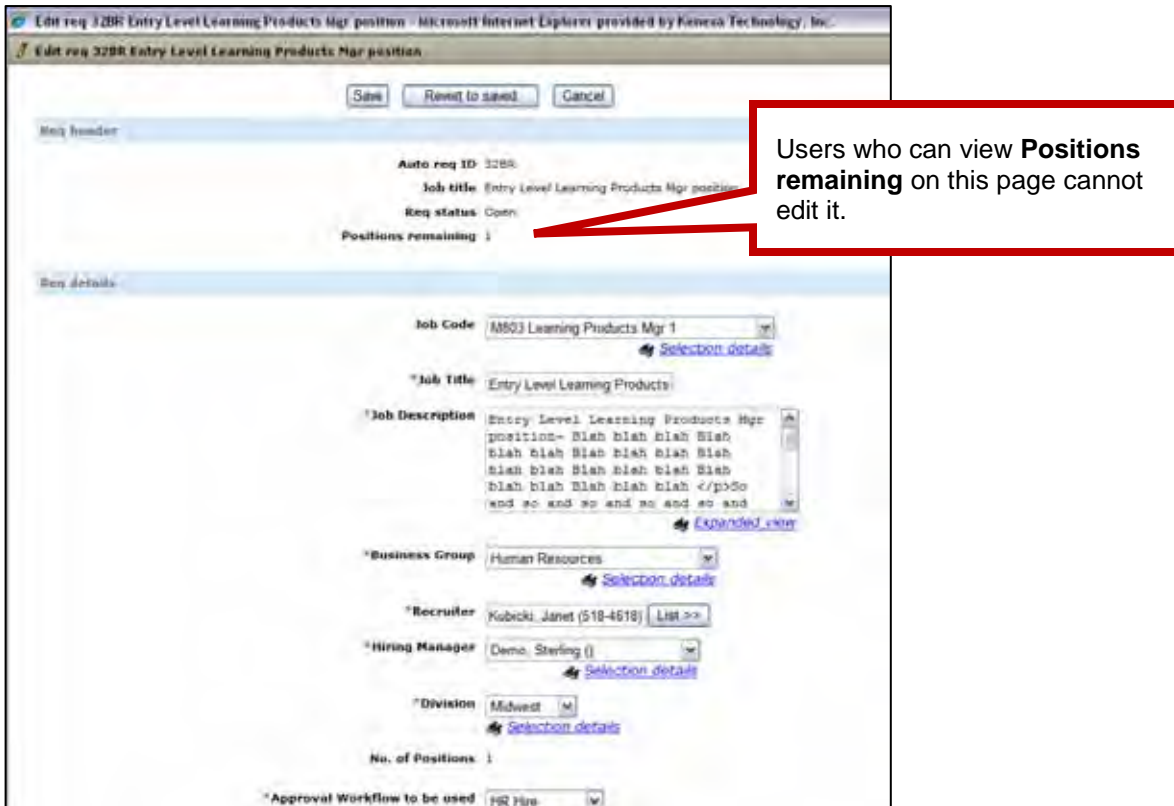 Edit req 32BR Entry Level Learning Products Mgr position - Microsoft Internet Explorer provided by Kenexa Technology, Inc.
Edit req 32BR Entry Level Learning Products Mgr position
Save Revert to saved Cancel
Req header
Auto req ID 32BR
Job title Entry Level Learning Products Mgr position
Req status Open
Positions remaining 1
Users who can view Positions
remaining on this page cannot
edit it.
Req details
Job Code M803 Learning Products Mgr 1
Selection details
*Job Title Entry Level Learning Products
*Job Description Entry Level Learning Products Mgr
position- Blah blah blah Blah
blah blah Blah blah blah Blah
blah blah Blah blah blah Blah
blah blah Blah blah blah </p>So
and so and so and so and so and
Expanded view
*Business Group Human Resources
Selection details
*Recruiter Kubicki, Janet (518-4618) List >>
*Hiring Manager Demo, Sterling ()
Selection details
*Division Midwest
Selection details
No. of Positions 1
*Approval Workflow to be used HR Hire